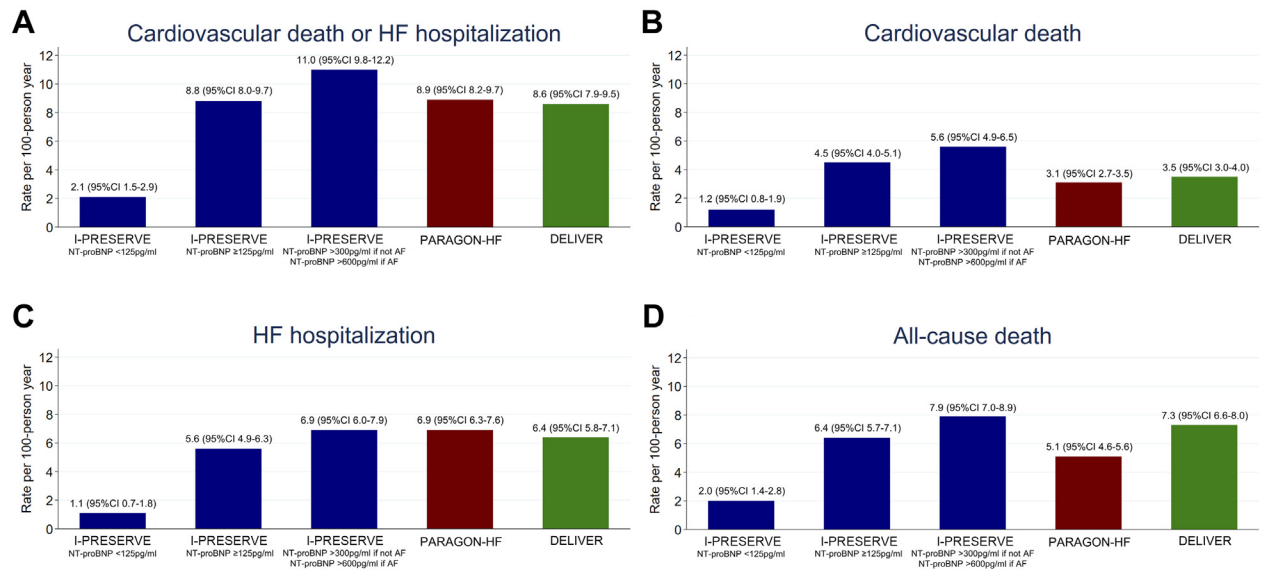 A
Cardiovascular death or HF hospitalization
Rate per 100-person year
12
10
8
6
4
2
0
2.1 (95%CI 1.5-2.9)
8.8 (95%CI 8.0-9.7)
11.0 (95%CI 9.8-12.2)
8.9 (95%CI 8.2-9.7)
8.6 (95%CI 7.9-9.5)
I-PRESERVE
NT-proBNP <125pg/ml
I-PRESERVE
NT-proBNP ≥125pg/ml
I-PRESERVE
NT-proBNP >300pg/ml if not AF
NT-proBNP >600pg/ml if AF
PARAGON-HF
DELIVER
B
Cardiovascular death
Rate per 100-person year
12
10
8
6
4
2
0
1.2 (95%CI 0.8-1.9)
4.5 (95%CI 4.0-5.1)
5.6 (95%CI 4.9-6.5)
3.1 (95%CI 2.7-3.5)
3.5 (95%CI 3.0-4.0)
I-PRESERVE
NT-proBNP <125pg/ml
I-PRESERVE
NT-proBNP ≥125pg/ml
I-PRESERVE
NT-proBNP >300pg/ml if not AF
NT-proBNP >600pg/ml if AF
PARAGON-HF
DELIVER
C
HF hospitalization
Rate per 100-person year
12
10
8
6
4
2
0
1.1 (95%CI 0.7-1.8)
5.6 (95%CI 4.9-6.3)
6.9 (95%CI 6.0-7.9)
6.9 (95%CI 6.3-7.6)
6.4 (95%CI 5.8-7.1)
I-PRESERVE
NT-proBNP <125pg/ml
I-PRESERVE
NT-proBNP ≥125pg/ml
I-PRESERVE
NT-proBNP >300pg/ml if not AF
NT-proBNP >600pg/ml if AF
PARAGON-HF
DELIVER
D
All-cause death
Rate per 100-person year
12
10
8
6
4
2
0
2.0 (95%CI 1.4-2.8)
6.4 (95%CI 5.7-7.1)
7.9 (95%CI 7.0-8.9)
5.1 (95%CI 4.6-5.6)
7.3 (95%CI 6.6-8.0)
I-PRESERVE
NT-proBNP <125pg/ml
I-PRESERVE
NT-proBNP ≥125pg/ml
I-PRESERVE
NT-proBNP >300pg/ml if not AF
NT-proBNP >600pg/ml if AF
PARAGON-HF
DELIVER